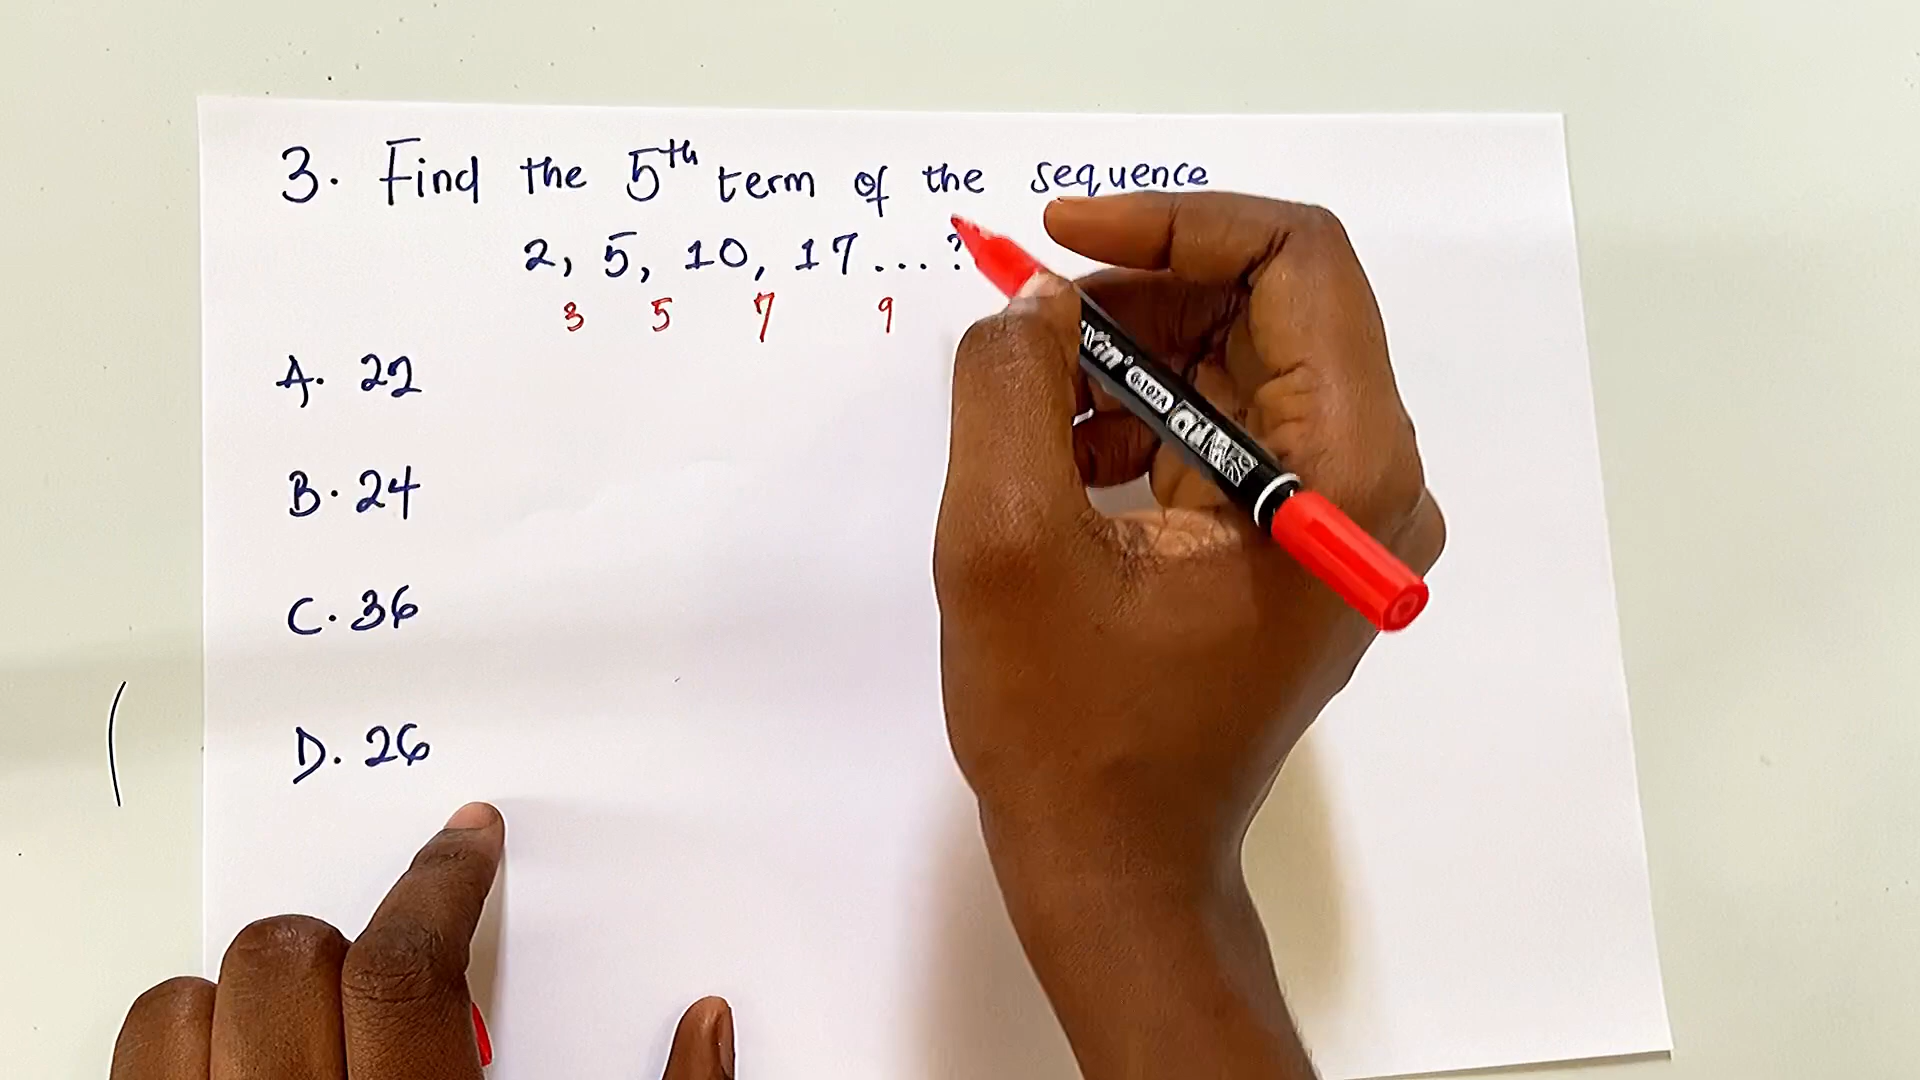 3. Find the 5th term of the sequence
2, 5, 10, 17 ... ?
3 5 7 9
A. 22
B. 24
C. 36
D. 26
G-107A